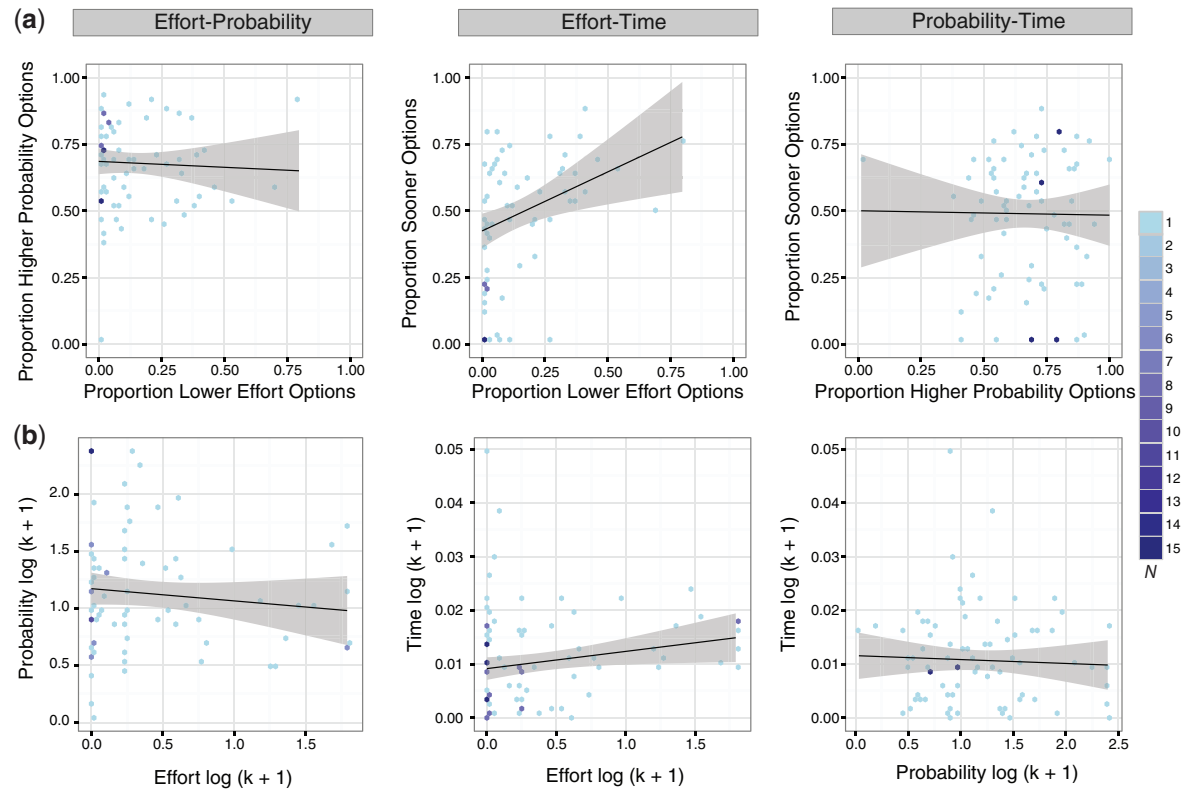 (a)
Effort-Probability
Effort-Time
Probability-Time
Proportion Higher Probability Options
1.00
0.75
0.50
0.25
0.00
0.00 0.25 0.50 0.75 1.00
Proportion Lower Effort Options
Proportion Sooner Options
1.00
0.75
0.50
0.25
0.00
0.00 0.25 0.50 0.75 1.00
Proportion Lower Effort Options
Proportion Sooner Options
1.00
0.75
0.50
0.25
0.00
0.00 0.25 0.50 0.75 1.00
Proportion Higher Probability Options
(b)
Probability log (k + 1)
2.0
1.5
1.0
0.5
0.0
0.0 0.5 1.0 1.5
Effort log (k + 1)
Time log (k + 1)
0.05
0.04
0.03
0.02
0.01
0.00
0.0 0.5 1.0 1.5
Effort log (k + 1)
Time log (k + 1)
0.05
0.04
0.03
0.02
0.01
0.00
0.0 0.5 1.0 1.5 2.0 2.5
Probability log (k + 1)
1
2
3
4
5
6
7
8
9
10
11
12
13
14
15
N